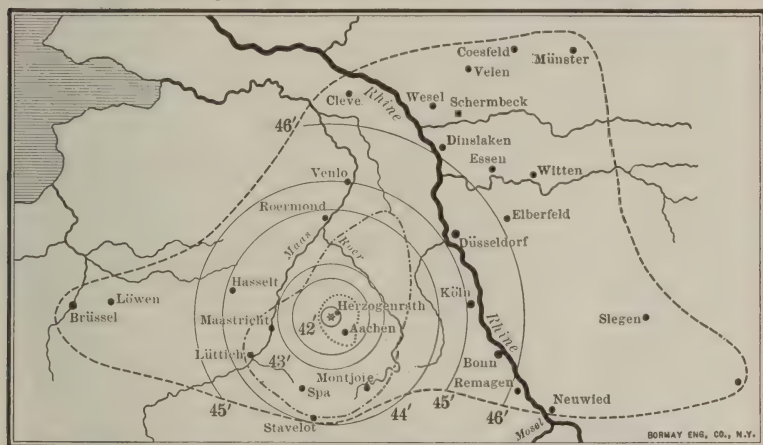 Coesfeld
Münster
Velen
Cleve
Rhine
Wesel
Schermbeck
46'
Dinslaken
Essen
Witten
Venlo
Roermond
Elberfeld
Maas
Roer
Düsseldorf
Hasselt
Löwen
Brüssel
Herzogenrath
Köln
Maastricht
42'
Aachen
Siegen
Rhine
Lüttich
43'
Bonn
Montjoie
Spa
Remagen
45'
44'
45'
46'
Neuwied
Stavelot
Mosel
BORMAY ENG, CO., N.Y.